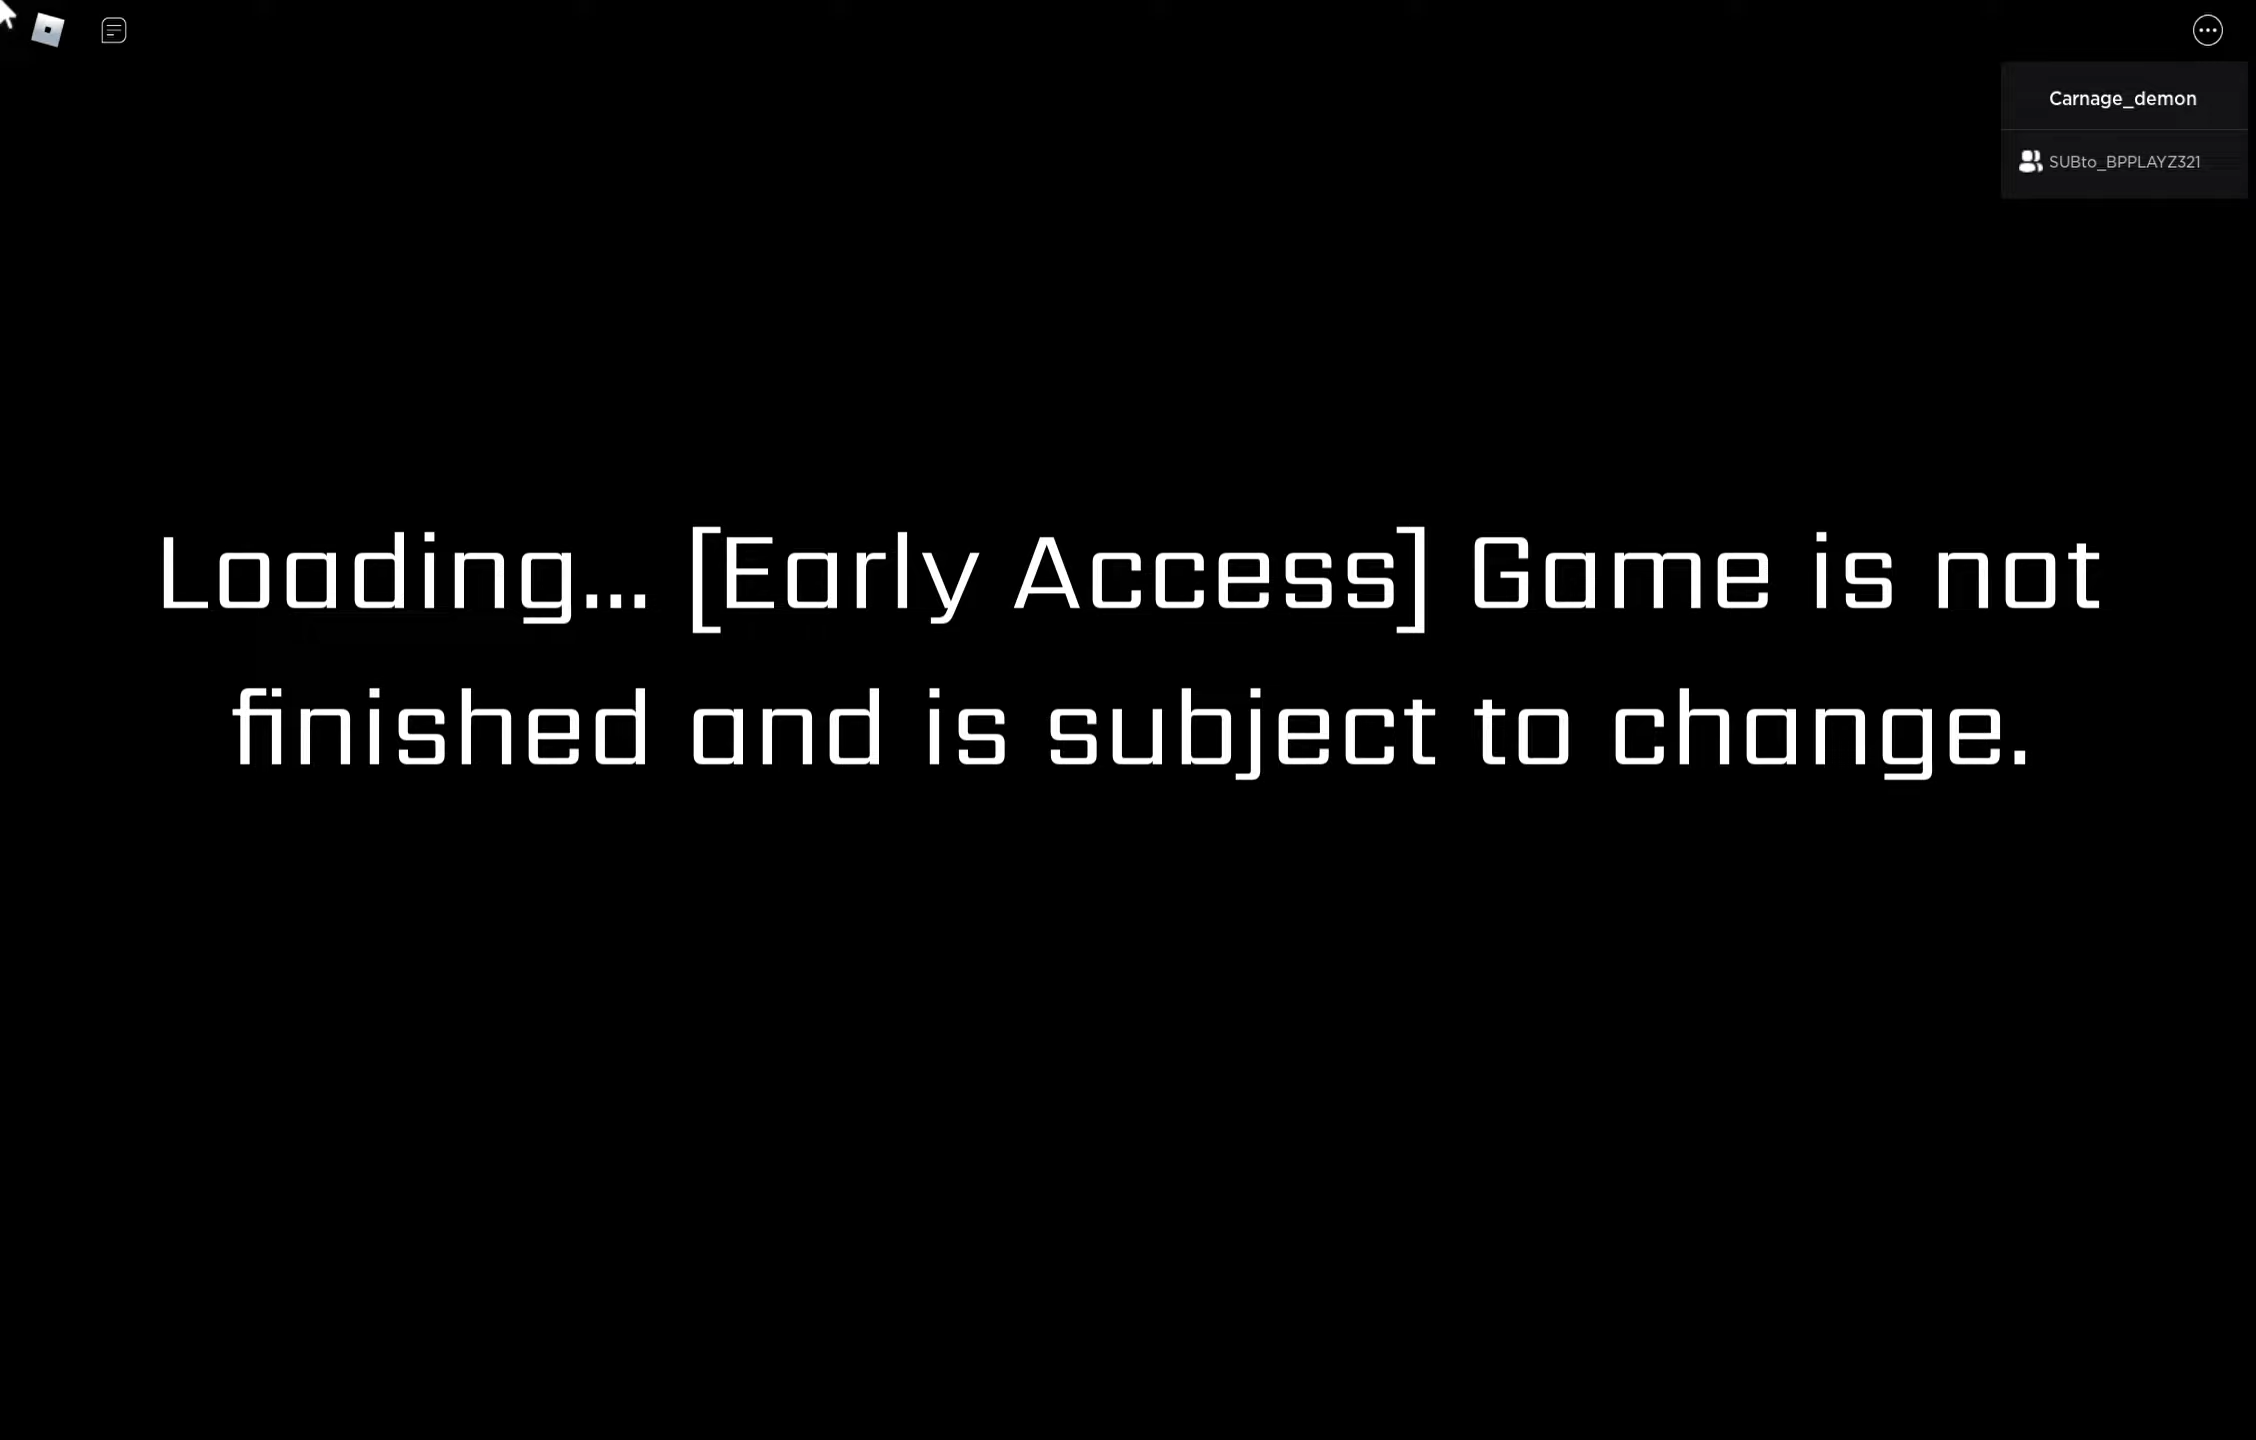 Carnage_demon
SUBto_BPPLAYZ321
Loading... [Early Access] Game is not
finished and is subject to change.